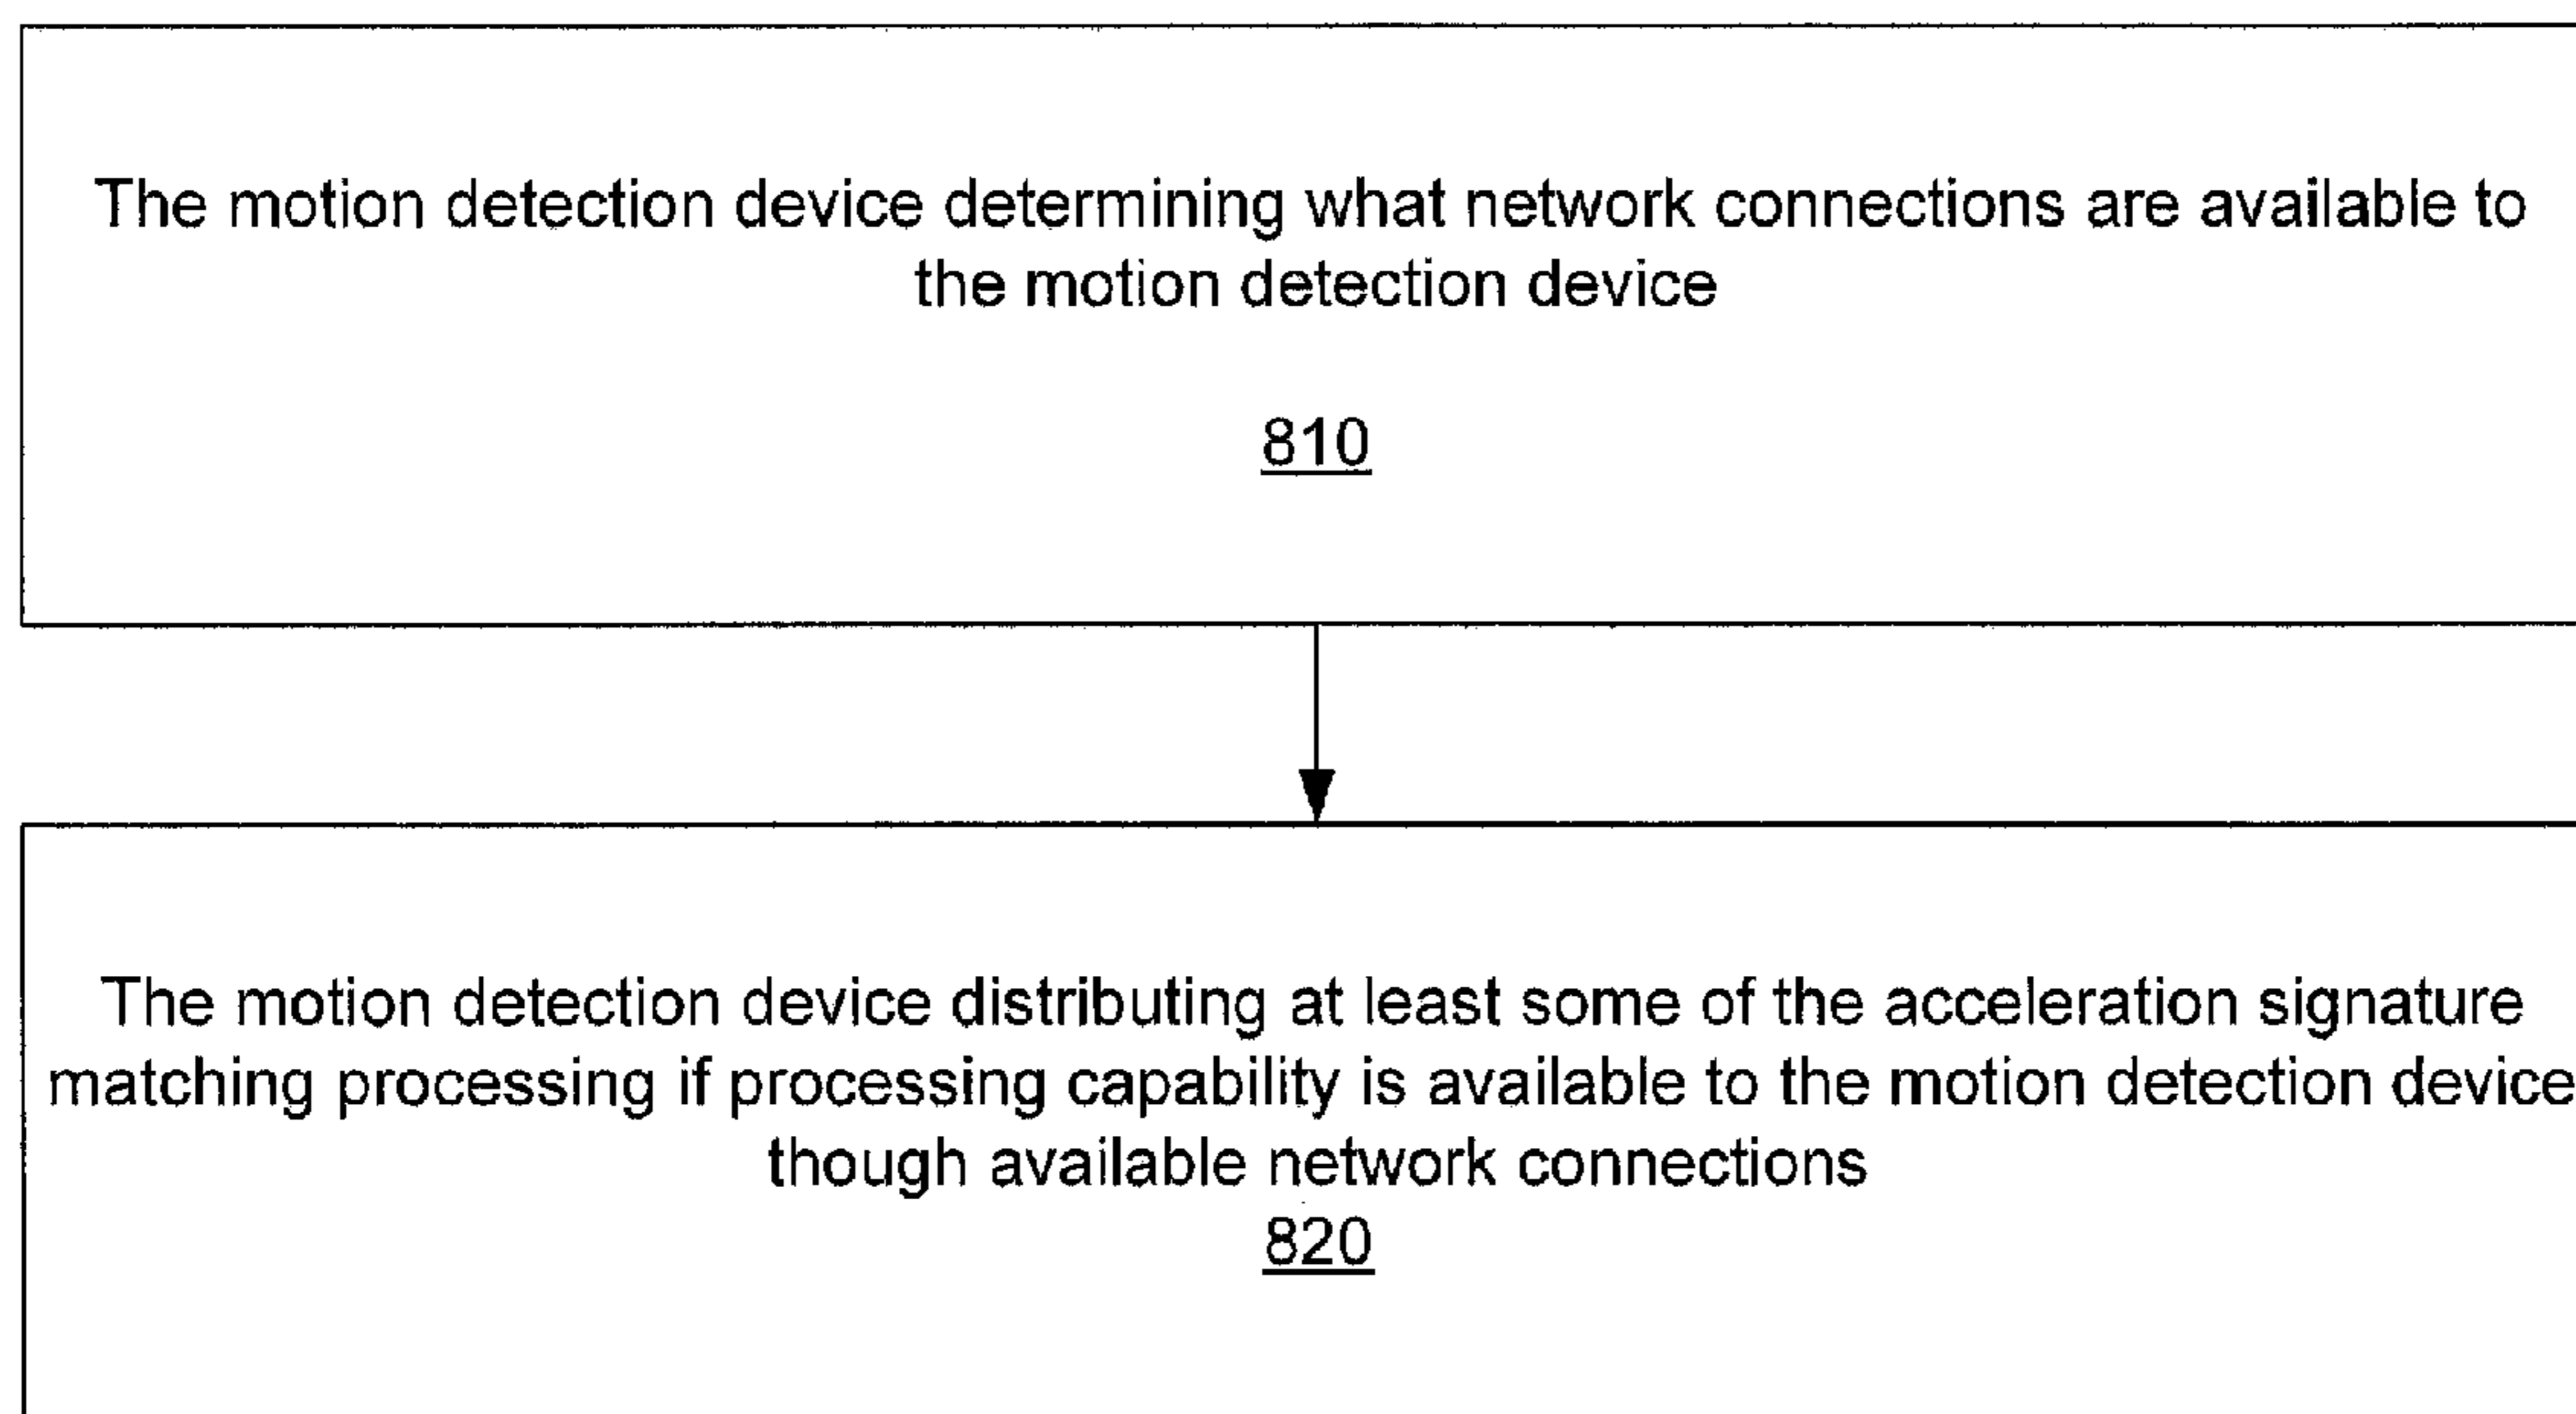 The motion detection device determining what network connections are available to
the motion detection device
810
The motion detection device distributing at least some of the acceleration signature
matching processing if processing capability is available to the motion detection device
though available network connections
820